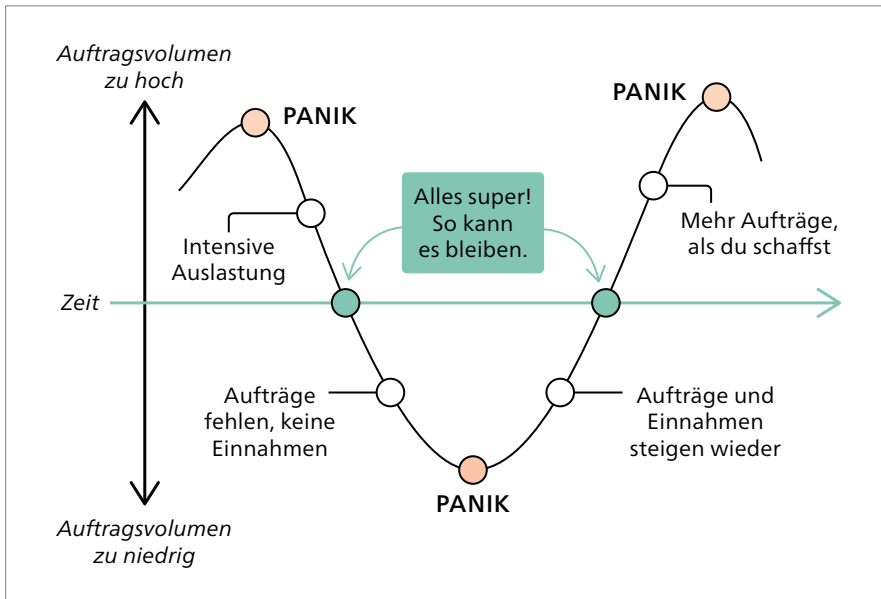 Auftragsvolumen
zu hoch
PANIK
PANIK
Alles super!
So kann
es bleiben.
Intensive
Auslastung
Mehr Aufträge,
als du schaffst
Zeit
Aufträge
fehlen, keine
Einnahmen
Aufträge und
Einnahmen
steigen wieder
PANIK
Auftragsvolumen
zu niedrig